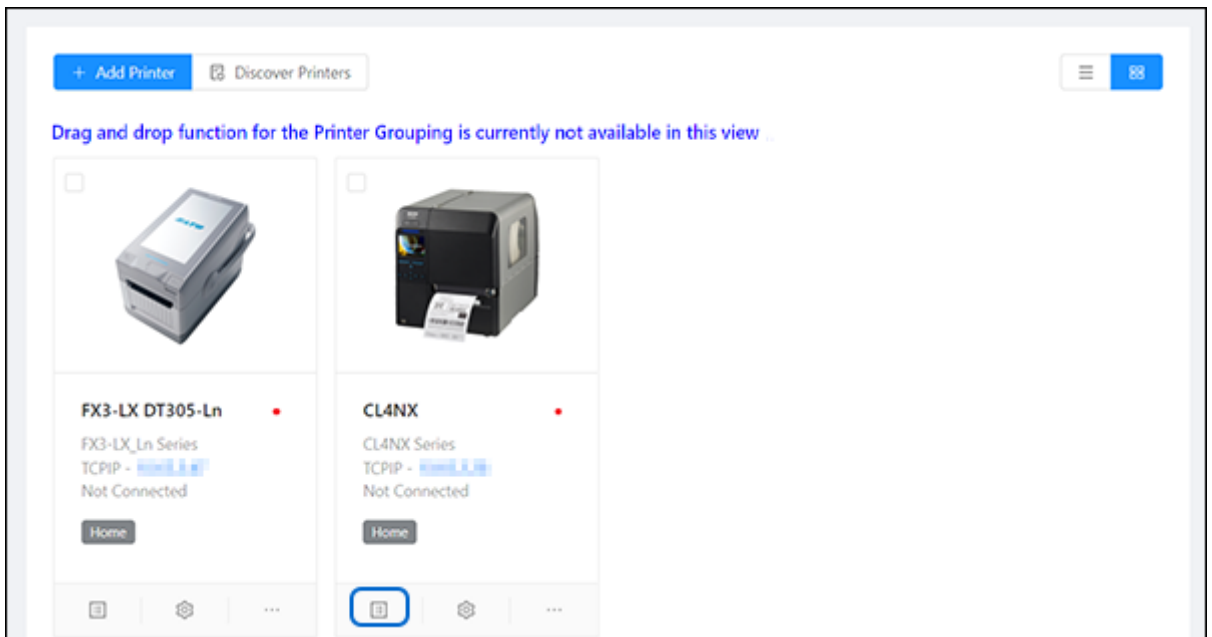 + Add Printer
Discover Printers
Drag and drop function for the Printer Grouping is currently not available in this view
SATO
FX3-LX DT305-Ln
FX3-LX_Ln Series
TCPIP -
Not Connected
Home
CL4NX
CL4NX Series
TCPIP -
Not Connected
Home